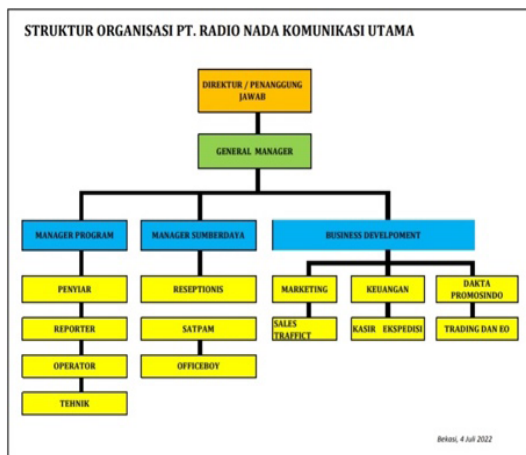 STRUKTUR ORGANISASI PT. RADIO NADA KOMUNIKASI UTAMA
DIREKTUR / PENANGGUNG
JAWAB
GENERAL MANAGER
MANAGER PROGRAM
MANAGER SUMBERDAYA
BUSINESS DEVELPOMENT
PENYIAR
RESEPTIONIS
MARKETING
KEUANGAN
DAKTA
PROMOSINDO
REPORTER
SATPAM
SALES
TRAFFICT
KASIR EKSPEDISI
TRADING DAN EO
OPERATOR
OFFICEBOY
TEHNIK
Bekasi, 4 Juli 2022